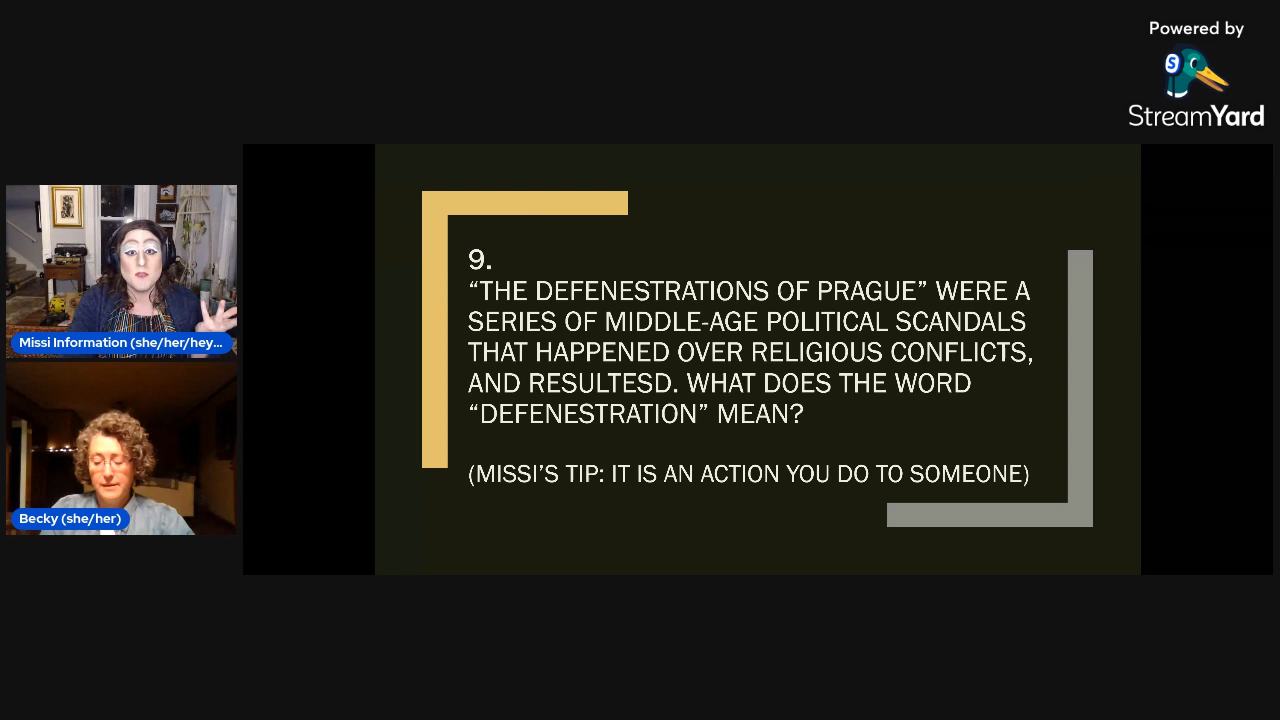 Powered by
S
StreamYard
9.
“THE DEFENESTRATIONS OF PRAGUE” WERE A
SERIES OF MIDDLE-AGE POLITICAL SCANDALS
THAT HAPPENED OVER RELIGIOUS CONFLICTS,
AND RESULTESD. WHAT DOES THE WORD
“DEFENESTRATION” MEAN?
(MISSI’S TIP: IT IS AN ACTION YOU DO TO SOMEONE)
Missi Information (she/her/hey...
Becky (she/her)